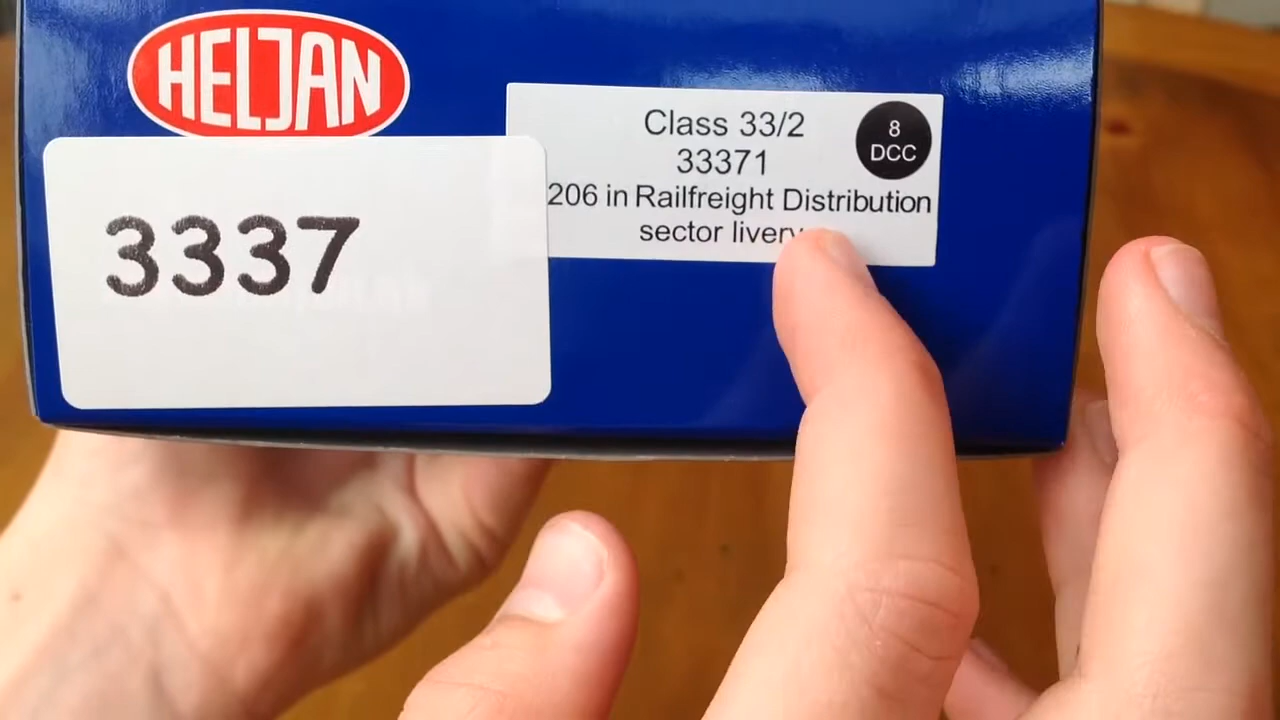 HELJAN
3337
Class 33/2
33371
206 in Railfreight Distribution
sector livery
8
DCC